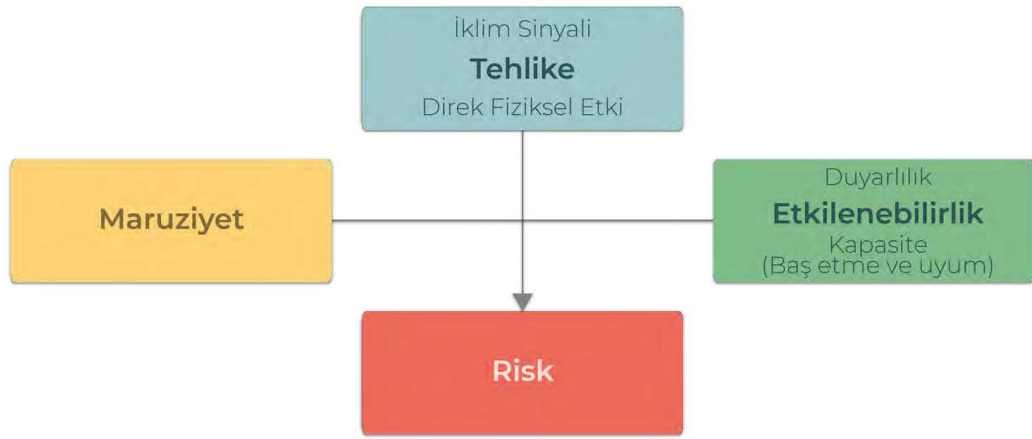 İklim Sinyali
Tehlike
Direk Fiziksel Etki
Maruziyet
Duyarlılık
Etkilenebilirlik
Kapasite
(Baş etme ve uyum)
Risk